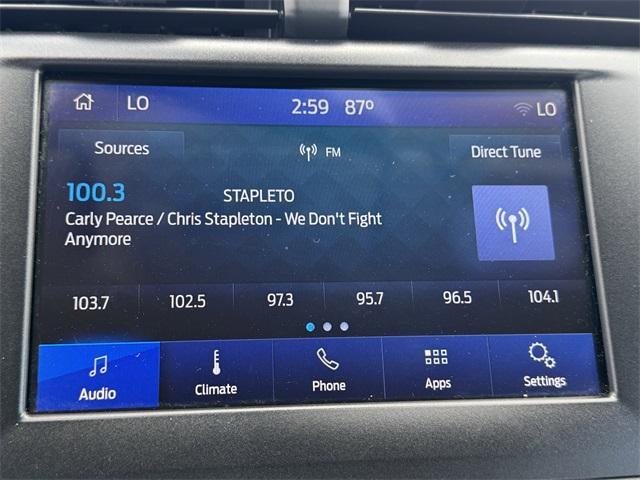 LO 2:59 87° LO
Sources FM Direct Tune
100.3 STAPLETO
Carly Pearce / Chris Stapleton - We Don't Fight
Anymore
103.7 102.5 97.3 95.7 96.5 104.1
Audio Climate Phone Apps Settings